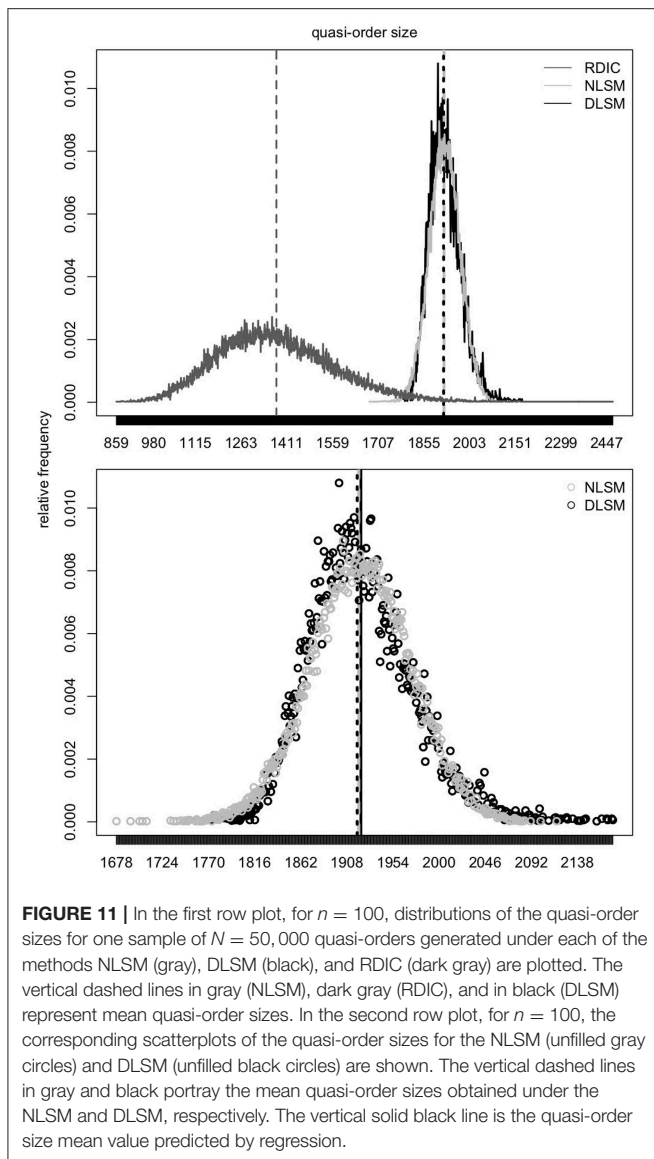 quasi-order size
RDIC
NLSM
DLSM
0.010
0.008
0.006
0.004
0.002
0.000
859 980 1115 1263 1411 1559 1707 1855 2003 2151 2299 2447
relative frequency
NLSM
DLSM
0.010
0.008
0.006
0.004
0.002
0.000
1678 1724 1770 1816 1862 1908 1954 2000 2046 2092 2138
FIGURE 11 | In the first row plot, for n = 100, distributions of the quasi-order
sizes for one sample of N = 50, 000 quasi-orders generated under each of the
methods NLSM (gray), DLSM (black), and RDIC (dark gray) are plotted. The
vertical dashed lines in gray (NLSM), dark gray (RDIC), and in black (DLSM)
represent mean quasi-order sizes. In the second row plot, for n = 100, the
corresponding scatterplots of the quasi-order sizes for the NLSM (unfilled gray
circles) and DLSM (unfilled black circles) are shown. The vertical dashed lines
in gray and black portray the mean quasi-order sizes obtained under the
NLSM and DLSM, respectively. The vertical solid black line is the quasi-order
size mean value predicted by regression.